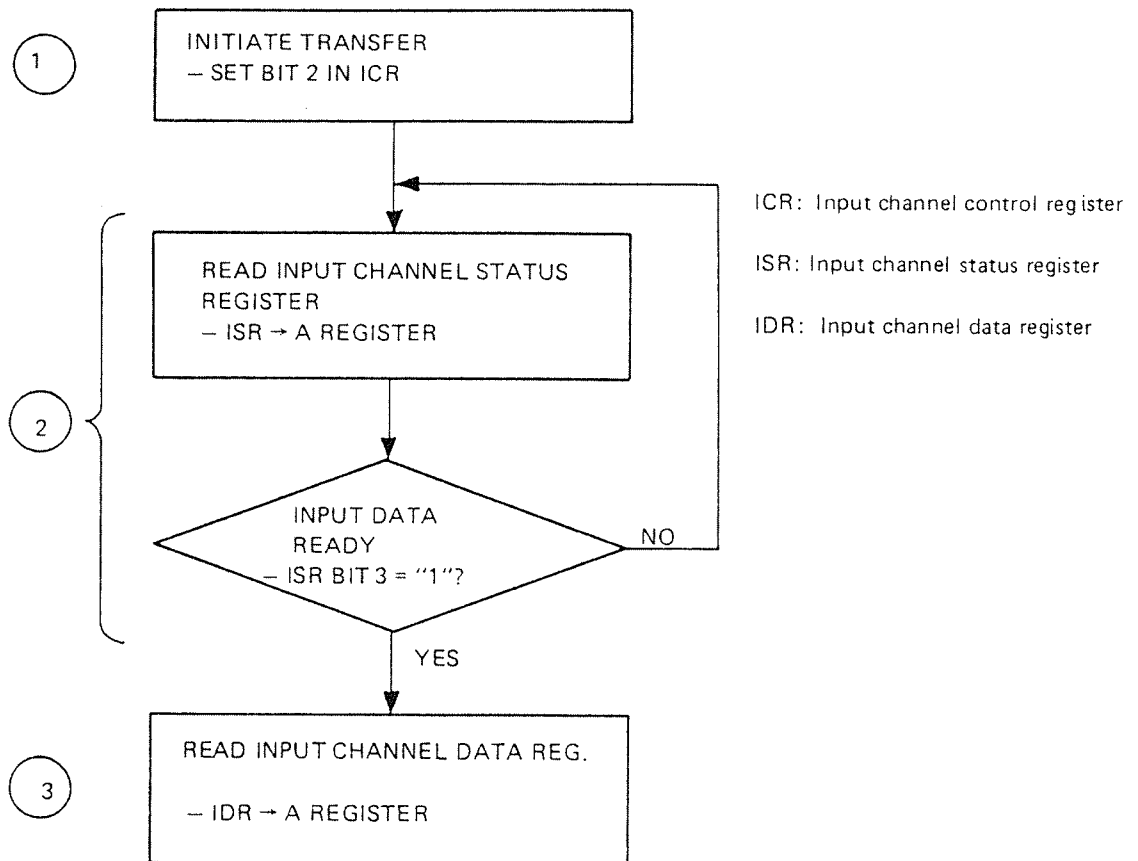 1
INITIATE TRANSFER
– SET BIT 2 IN ICR
ICR: Input channel control register
ISR: Input channel status register
IDR: Input channel data register
2
READ INPUT CHANNEL STATUS
REGISTER
– ISR → A REGISTER
INPUT DATA
READY
– ISR BIT 3 = "1"?
NO
YES
3
READ INPUT CHANNEL DATA REG.
– IDR → A REGISTER